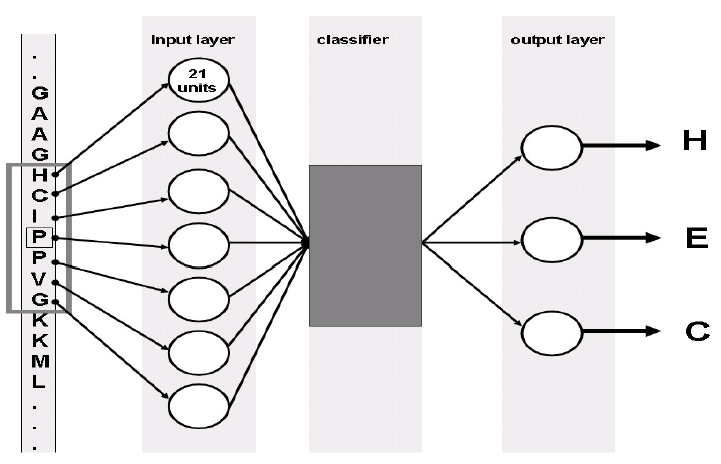 input layer
classifier
output layer
.
.
G
A
A
G
H
C
I
P
P
V
G
K
K
M
L
.
.
.
21
units
H
E
C